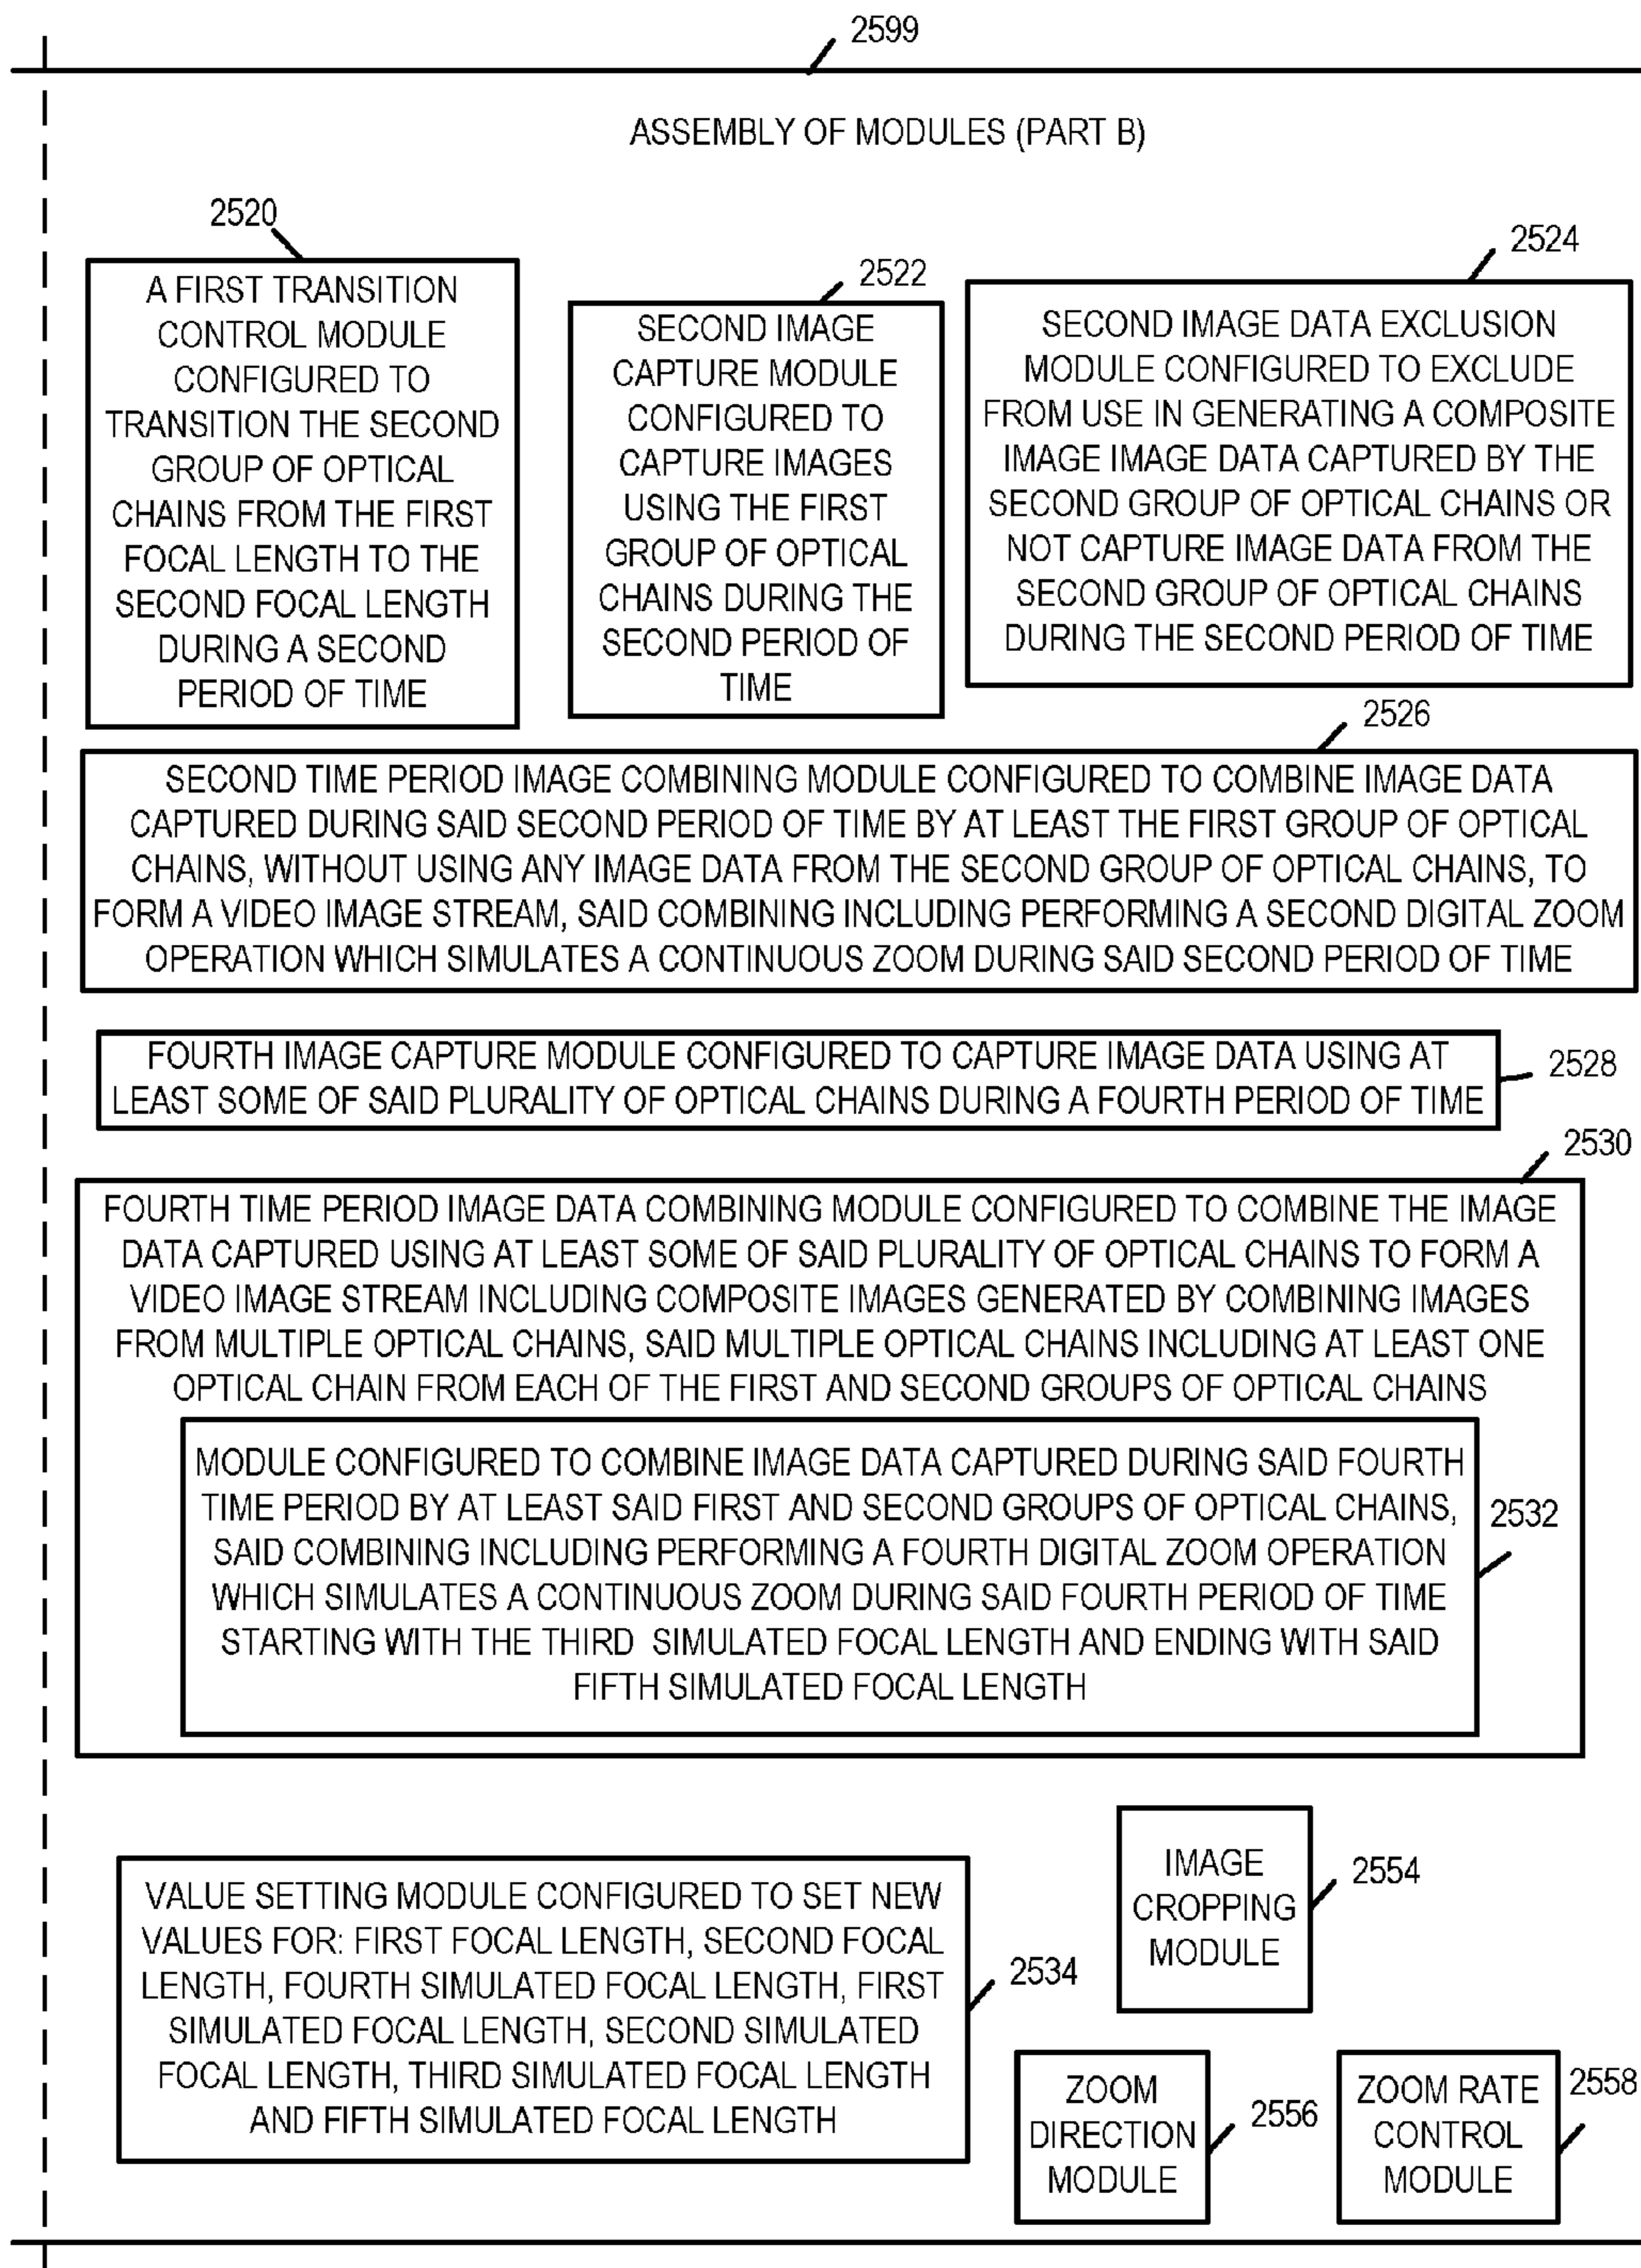 2599
ASSEMBLY OF MODULES (PART B)
2520
A FIRST TRANSITION
CONTROL MODULE
CONFIGURED TO
TRANSITION THE SECOND
GROUP OF OPTICAL
CHAINS FROM THE FIRST
FOCAL LENGTH TO THE
SECOND FOCAL LENGTH
DURING A SECOND
PERIOD OF TIME
2522
SECOND IMAGE
CAPTURE MODULE
CONFIGURED TO
CAPTURE IMAGES
USING THE FIRST
GROUP OF OPTICAL
CHAINS DURING THE
SECOND PERIOD OF
TIME
2524
SECOND IMAGE DATA EXCLUSION
MODULE CONFIGURED TO EXCLUDE
FROM USE IN GENERATING A COMPOSITE
IMAGE IMAGE DATA CAPTURED BY THE
SECOND GROUP OF OPTICAL CHAINS OR
NOT CAPTURE IMAGE DATA FROM THE
SECOND GROUP OF OPTICAL CHAINS
DURING THE SECOND PERIOD OF TIME
2526
SECOND TIME PERIOD IMAGE COMBINING MODULE CONFIGURED TO COMBINE IMAGE DATA
CAPTURED DURING SAID SECOND PERIOD OF TIME BY AT LEAST THE FIRST GROUP OF OPTICAL
CHAINS, WITHOUT USING ANY IMAGE DATA FROM THE SECOND GROUP OF OPTICAL CHAINS, TO
FORM A VIDEO IMAGE STREAM, SAID COMBINING INCLUDING PERFORMING A SECOND DIGITAL ZOOM
OPERATION WHICH SIMULATES A CONTINUOUS ZOOM DURING SAID SECOND PERIOD OF TIME
FOURTH IMAGE CAPTURE MODULE CONFIGURED TO CAPTURE IMAGE DATA USING AT
LEAST SOME OF SAID PLURALITY OF OPTICAL CHAINS DURING A FOURTH PERIOD OF TIME
2528
2530
FOURTH TIME PERIOD IMAGE DATA COMBINING MODULE CONFIGURED TO COMBINE THE IMAGE
DATA CAPTURED USING AT LEAST SOME OF SAID PLURALITY OF OPTICAL CHAINS TO FORM A
VIDEO IMAGE STREAM INCLUDING COMPOSITE IMAGES GENERATED BY COMBINING IMAGES
FROM MULTIPLE OPTICAL CHAINS, SAID MULTIPLE OPTICAL CHAINS INCLUDING AT LEAST ONE
OPTICAL CHAIN FROM EACH OF THE FIRST AND SECOND GROUPS OF OPTICAL CHAINS
MODULE CONFIGURED TO COMBINE IMAGE DATA CAPTURED DURING SAID FOURTH
TIME PERIOD BY AT LEAST SAID FIRST AND SECOND GROUPS OF OPTICAL CHAINS,
SAID COMBINING INCLUDING PERFORMING A FOURTH DIGITAL ZOOM OPERATION
WHICH SIMULATES A CONTINUOUS ZOOM DURING SAID FOURTH PERIOD OF TIME
STARTING WITH THE THIRD SIMULATED FOCAL LENGTH AND ENDING WITH SAID
FIFTH SIMULATED FOCAL LENGTH
2532
VALUE SETTING MODULE CONFIGURED TO SET NEW
VALUES FOR: FIRST FOCAL LENGTH, SECOND FOCAL
LENGTH, FOURTH SIMULATED FOCAL LENGTH, FIRST
SIMULATED FOCAL LENGTH, SECOND SIMULATED
FOCAL LENGTH, THIRD SIMULATED FOCAL LENGTH
AND FIFTH SIMULATED FOCAL LENGTH
2534
IMAGE
CROPPING
MODULE
2554
ZOOM
DIRECTION
MODULE
2556
ZOOM RATE
CONTROL
MODULE
2558